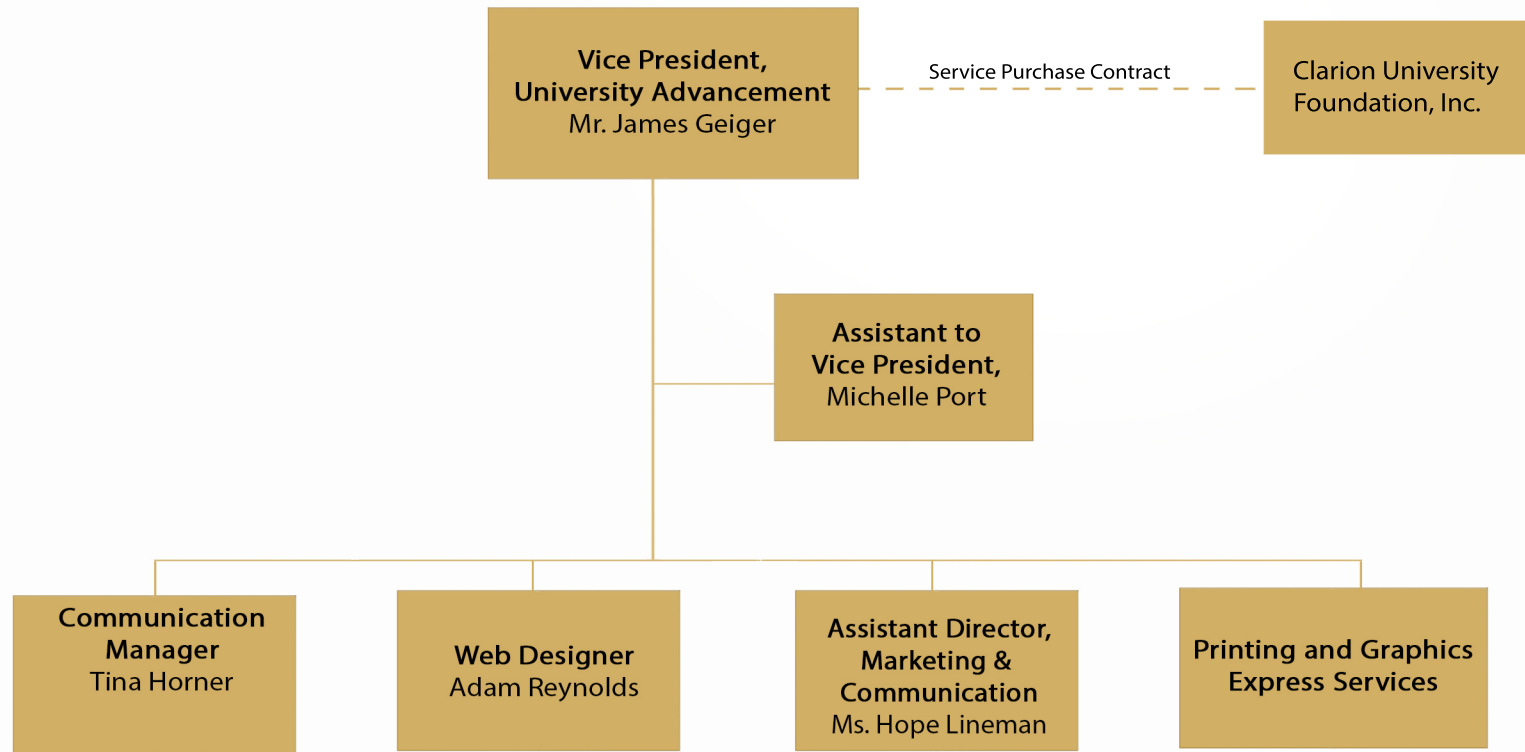 Vice President,
University Advancement
Mr. James Geiger
Service Purchase Contract
Clarion University
Foundation, Inc.
Assistant to
Vice President,
Michelle Port
Communication
Manager
Tina Horner
Web Designer
Adam Reynolds
Assistant Director,
Marketing &
Communication
Ms. Hope Lineman
Printing and Graphics
Express Services